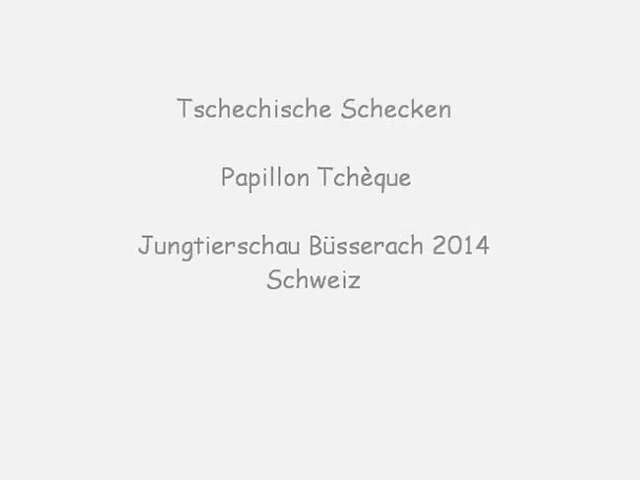 Tschechische Schecken
Papillon Tchèque
Jungtierschau Büsserach 2014
Schweiz